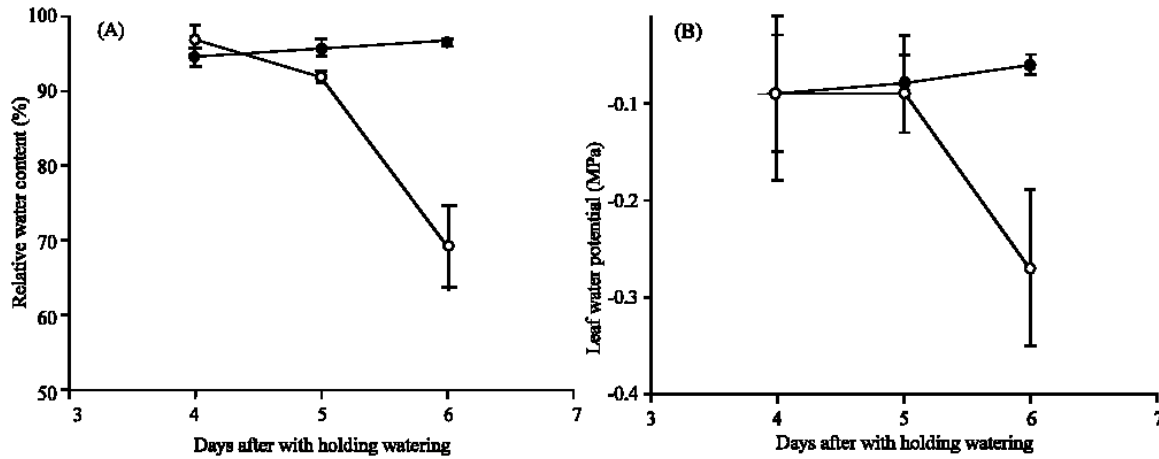 (A)
Relative water content (%)
100
90
80
70
60
50
3 4 5 6 7
Days after with holding watering
(B)
Leaf water potential (MPa)
-0.1
-0.2
-0.3
-0.4
3 4 5 6 7
Days after with holding watering